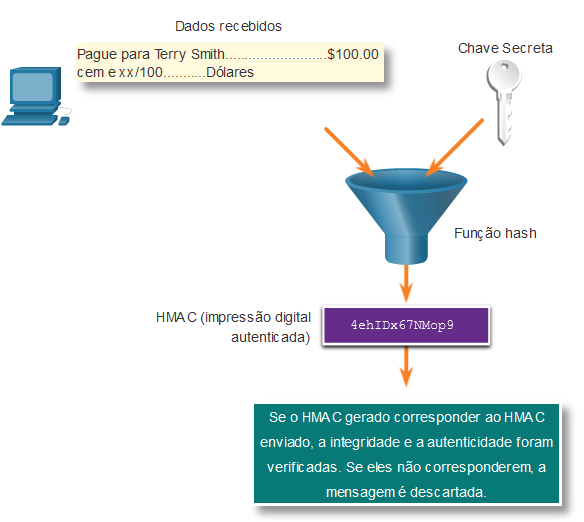 Dados recebidos
Pague para Terry Smith..........................$100.00
cem e xx/100...........Dólares
Chave Secreta
Função hash
HMAC (impressão digital
autenticada)
4ehIDx67NMop9
Se o HMAC gerado corresponder ao HMAC
enviado, a integridade e a autenticidade foram
verificadas. Se eles não corresponderem, a
mensagem é descartada.